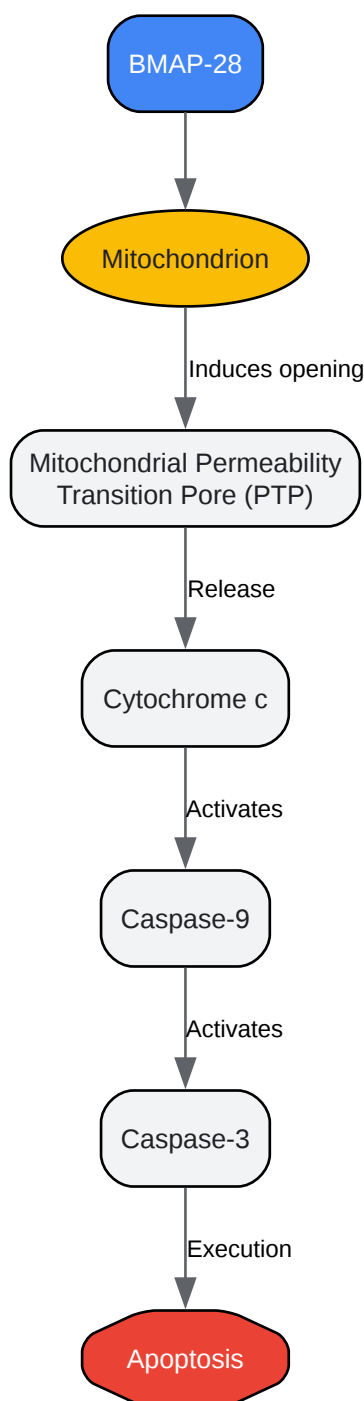 BMAP-28
Mitochondrion
Induces opening
Mitochondrial Permeability
Transition Pore (PTP)
Release
Cytochrome c
Activates
Caspase-9
Activates
Caspase-3
Execution
Apoptosis